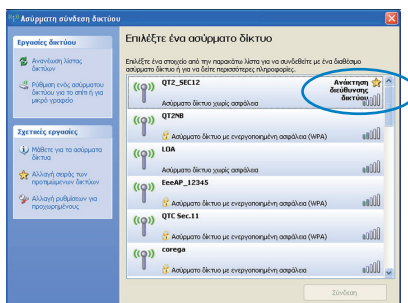 Ασύρματη σύνδεση δικτύου
Εργασίες δικτύου
Ανανέωση λίστας
δικτύων
Ρύθμιση ενός ασύρματου
δικτύου για το σπίτι ή για
μικρό γραφείο
Σχετικές εργασίες
Μάθετε για τα ασύρματα
δίκτυα
Αλλαγή σειράς των
προτιμώμενων δικτύων
Αλλαγή ρυθμίσεων για
προχωρημένους
Επιλέξτε ένα ασύρματο δίκτυο
Επιλέξτε ένα στοιχείο από την παρακάτω λίστα για να συνδεθείτε με ένα διαθέσιμο
ασύρματο δίκτυο ή για να δείτε περισσότερες πληροφορίες.
QT2_SEC12
Ανάκτηση
διεύθυνσης
δικτύου
Ασύρματο δίκτυο χωρίς ασφάλεια
QT2NB
Ασύρματο δίκτυο με ενεργοποιημένη ασφάλεια (WPA)
LOA
Ασύρματο δίκτυο χωρίς ασφάλεια
EeeAP_12345
Ασύρματο δίκτυο με ενεργοποιημένη ασφάλεια (WPA)
QTC Sec.11
Ασύρματο δίκτυο με ενεργοποιημένη ασφάλεια (WPA)
corega
Ασύρματο δίκτυο με ενεργοποιημένη ασφάλεια (WPA)
Σύνδεση